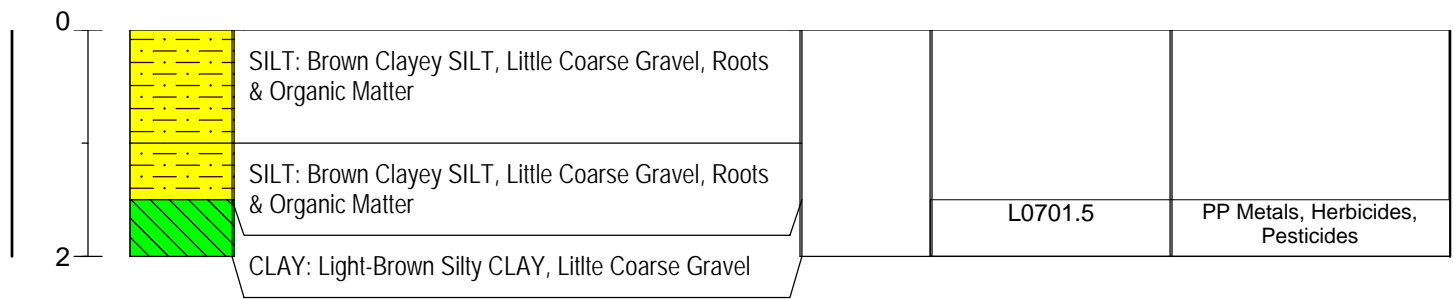 0
SILT: Brown Clayey SILT, Little Coarse Gravel, Roots
& Organic Matter
SILT: Brown Clayey SILT, Little Coarse Gravel, Roots
& Organic Matter
L0701.5
PP Metals, Herbicides,
Pesticides
2
CLAY: Light-Brown Silty CLAY, Litlte Coarse Gravel